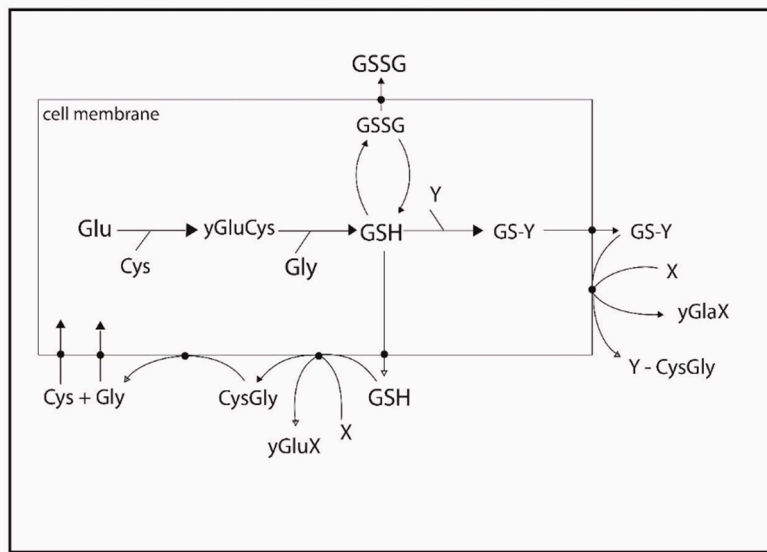 GSSG
cell membrane
GSSG
Y
Glu
yGluCys
GSH
GS-Y
GS-Y
Cys
Gly
X
yGlaX
Y - CysGly
Cys + Gly
CysGly
GSH
yGluX
X